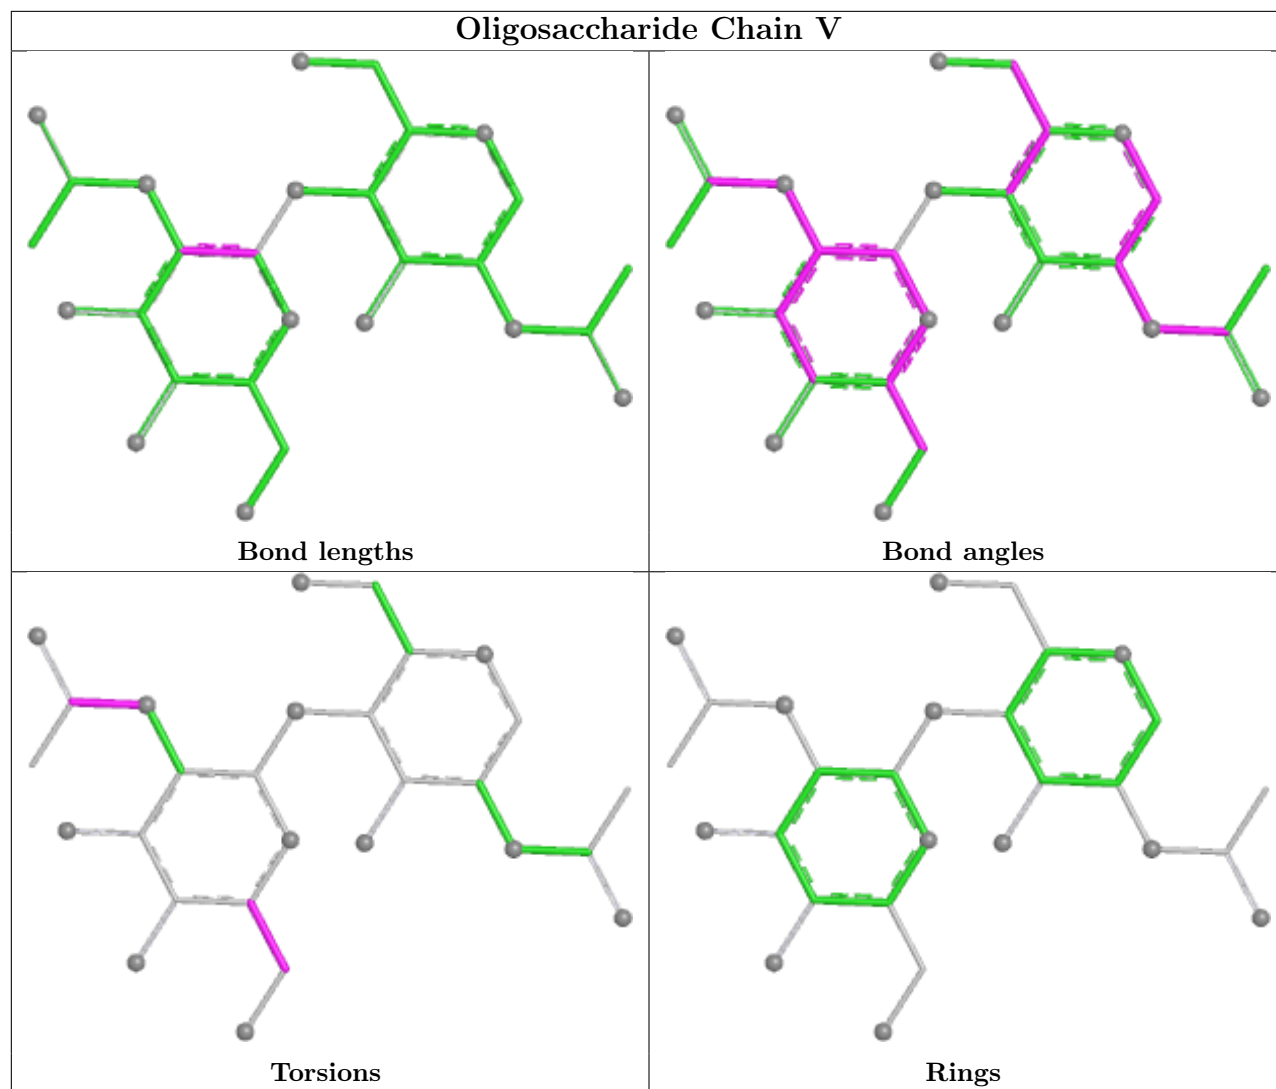 Oligosaccharide Chain V
Bond lengths
Bond angles
Torsions
Rings